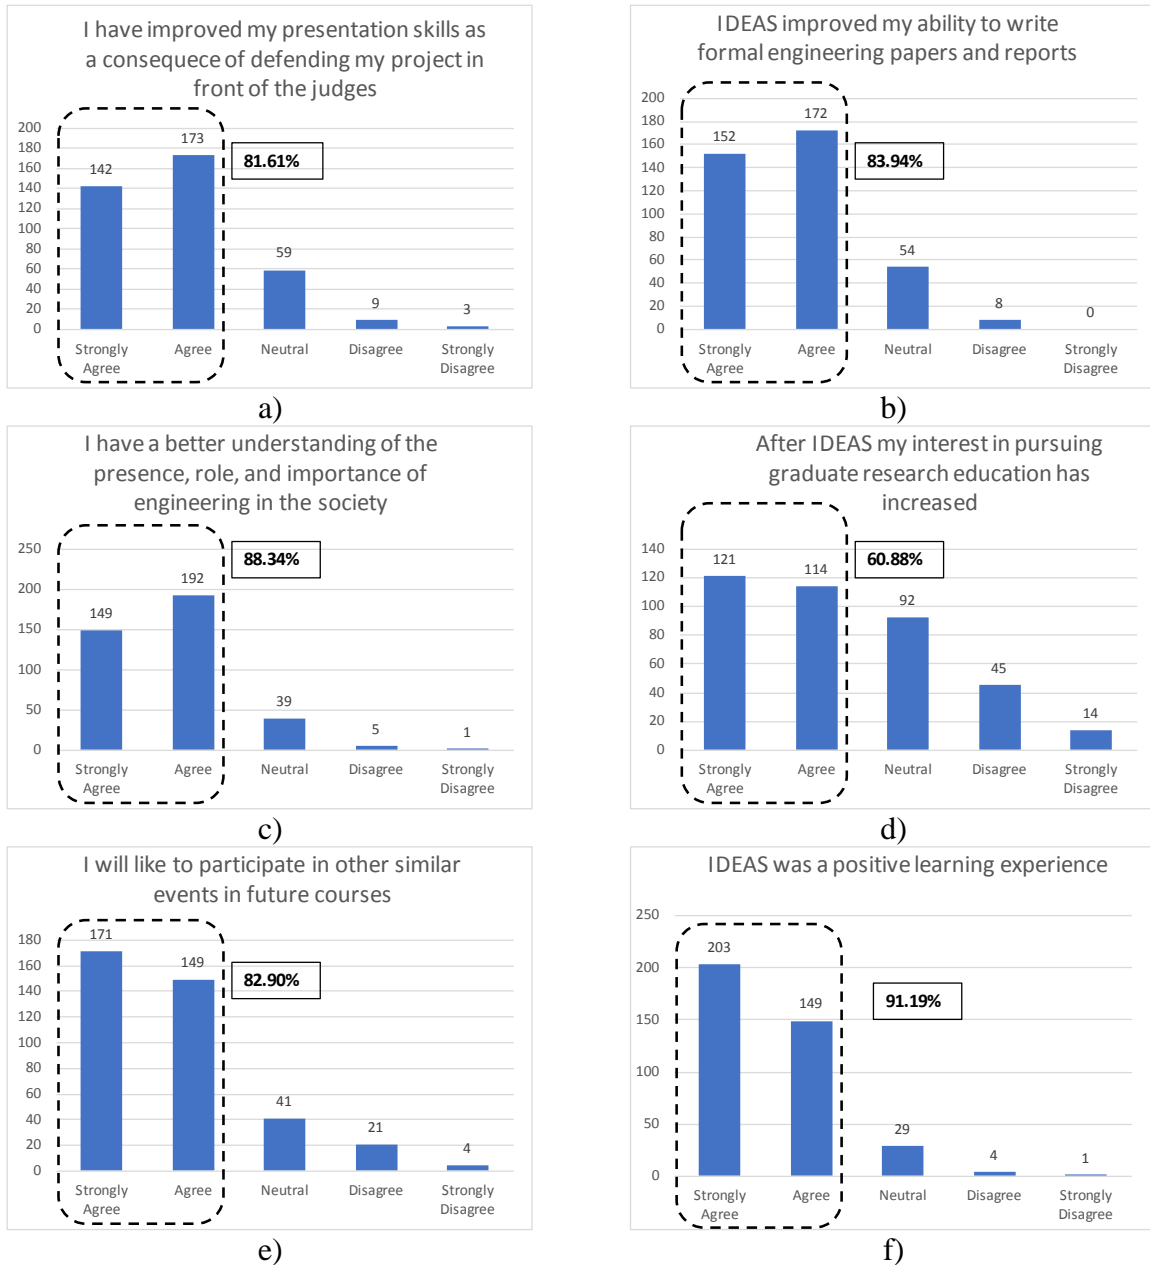 I have improved my presentation skills as
a consequece of defending my project in
front of the judges
200
180
160
140
120
100
80
60
40
20
0
142
173
59
9
3
81.61%
Strongly
Agree
Agree
Neutral
Disagree
Strongly
Disagree
a)
IDEAS improved my ability to write
formal engineering papers and reports
200
180
160
140
120
100
80
60
40
20
0
152
172
54
8
0
83.94%
Strongly
Agree
Agree
Neutral
Disagree
Strongly
Disagree
b)
I have a better understanding of the
presence, role, and importance of
engineering in the society
250
200
150
100
50
0
149
192
39
5
1
88.34%
Strongly
Agree
Agree
Neutral
Disagree
Strongly
Disagree
c)
After IDEAS my interest in pursuing
graduate research education has
increased
140
120
100
80
60
40
20
0
121
114
92
45
14
60.88%
Strongly
Agree
Agree
Neutral
Disagree
Strongly
Disagree
d)
I will like to participate in other similar
events in future courses
180
160
140
120
100
80
60
40
20
0
171
149
41
21
4
82.90%
Strongly
Agree
Agree
Neutral
Disagree
Strongly
Disagree
e)
IDEAS was a positive learning experience
250
200
150
100
50
0
203
149
29
4
1
91.19%
Strongly
Agree
Agree
Neutral
Disagree
Strongly
Disagree
f)